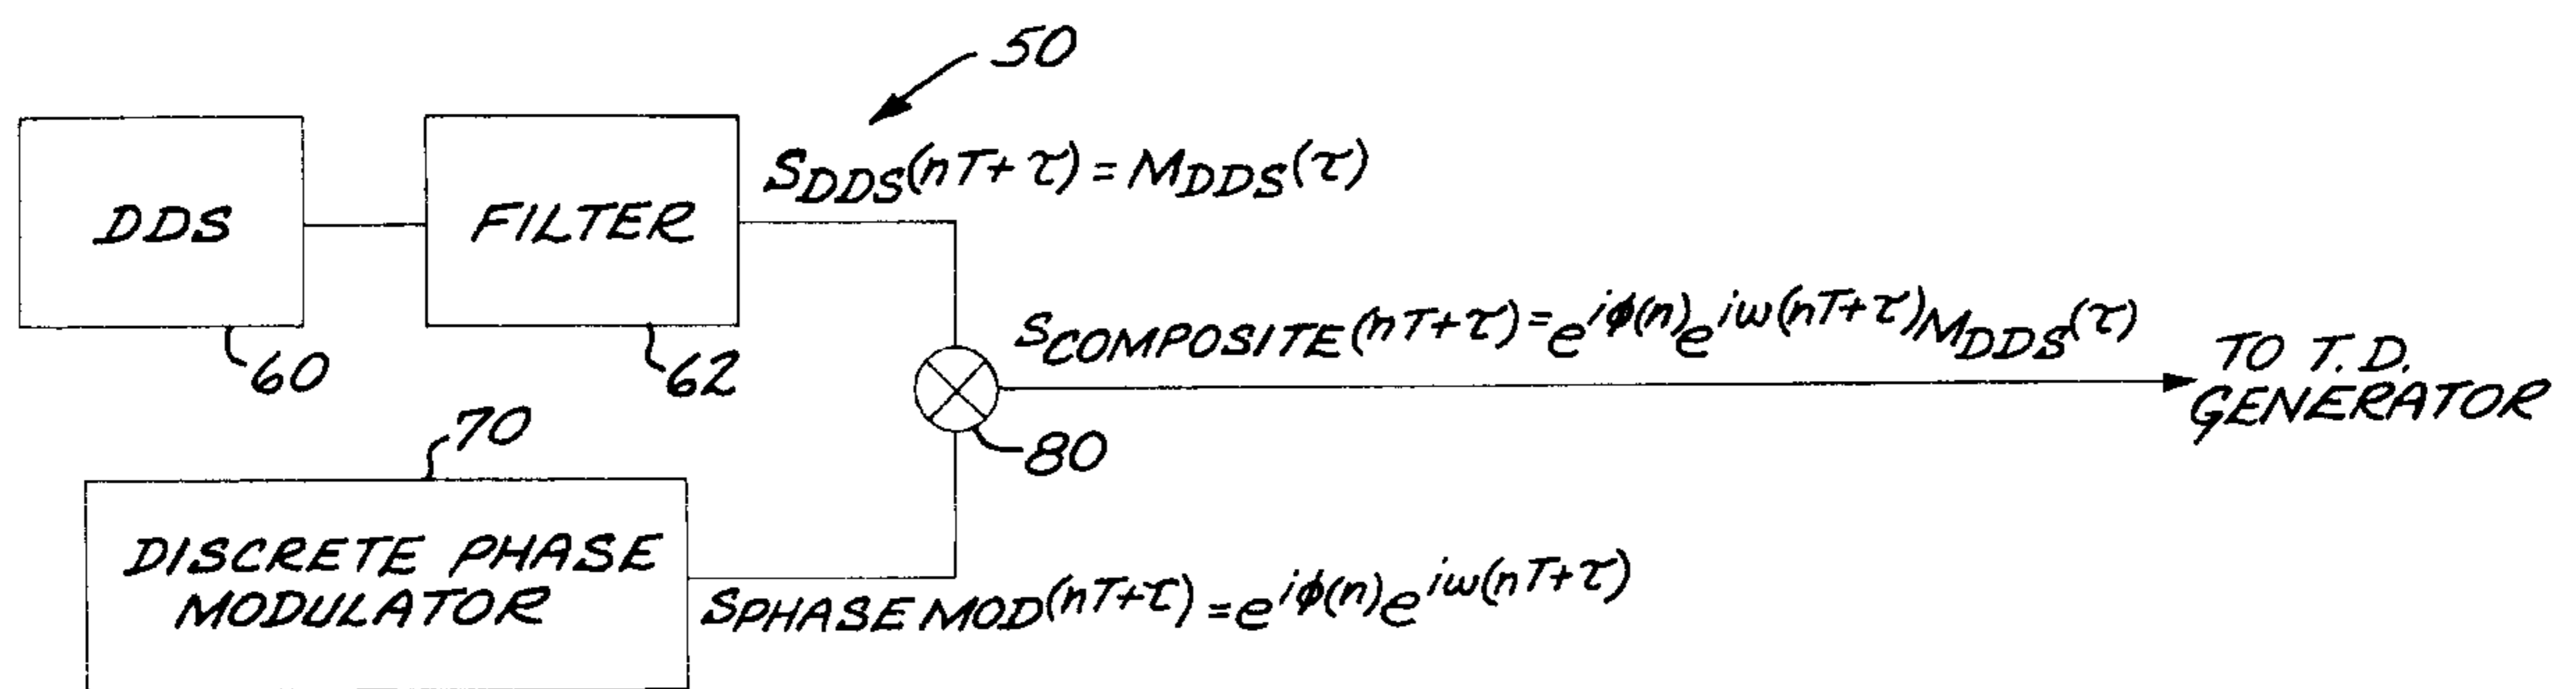 50
S_DDS(nT+τ) = M_DDS(τ)
DDS
FILTER
60
62
S_COMPOSITE(nT+τ) = e^{iφ(n)}e^{iω(nT+τ)}M_DDS(τ)
TO T. D.
GENERATOR
80
70
DISCRETE PHASE
MODULATOR
S_PHASE MOD(nT+τ) = e^{iφ(n)}e^{iω(nT+τ)}